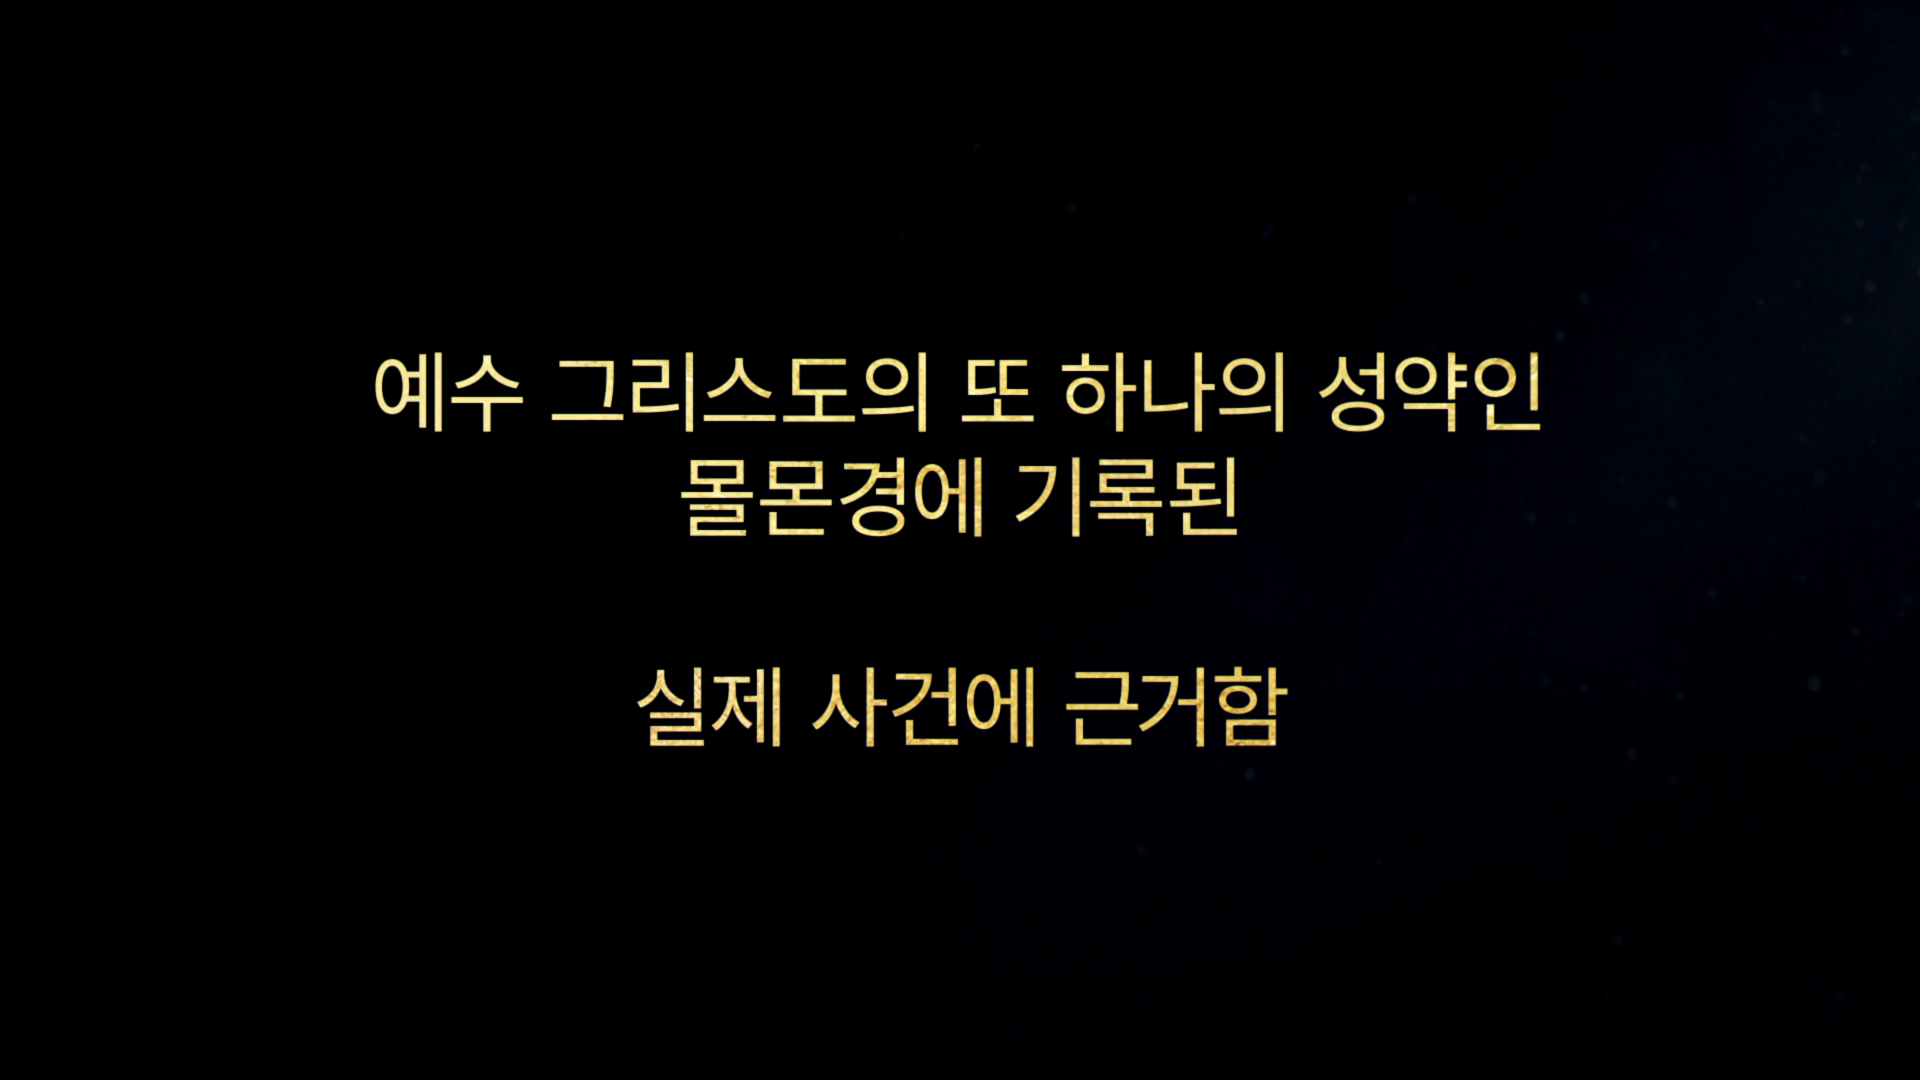 예수 그리스도의 또 하나의 성약인
몰몬경에 기록된
실제 사건에 근거함